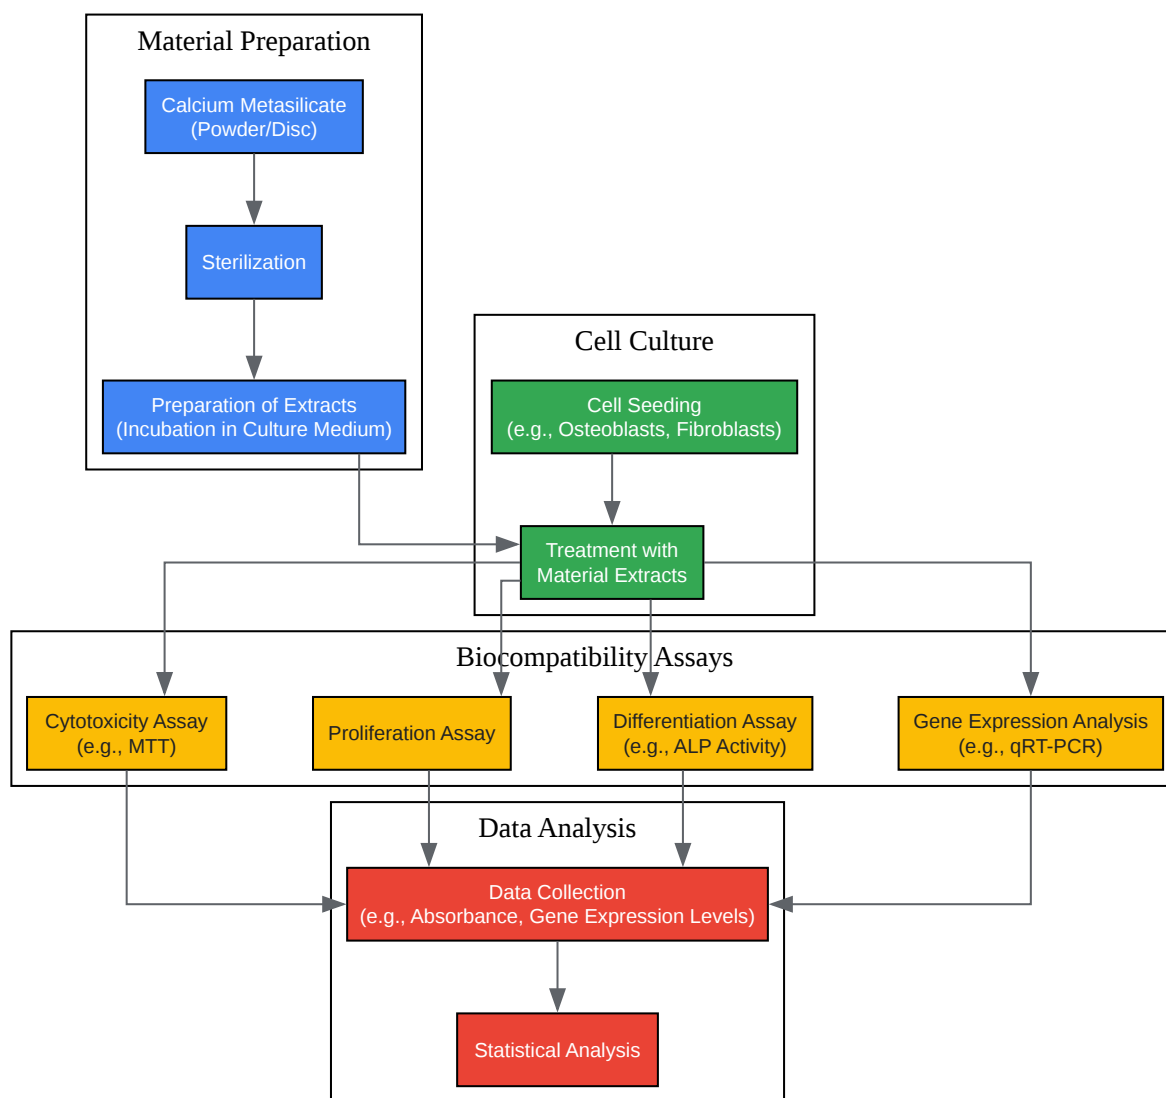 Material Preparation
Calcium Metasilicate
(Powder/Disc)
Sterilization
Preparation of Extracts
(Incubation in Culture Medium)
Cell Culture
Cell Seeding
(e.g., Osteoblasts, Fibroblasts)
Treatment with
Material Extracts
Biocompatibility Assays
Cytotoxicity Assay
(e.g., MTT)
Proliferation Assay
Differentiation Assay
(e.g., ALP Activity)
Gene Expression Analysis
(e.g., qRT-PCR)
Data Analysis
Data Collection
(e.g., Absorbance, Gene Expression Levels)
Statistical Analysis